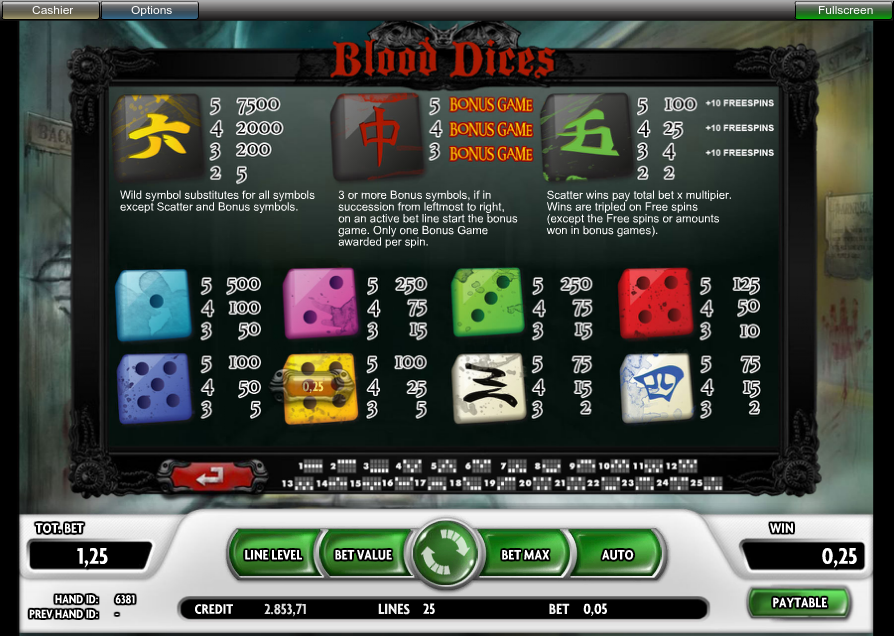 Cashier
Options
Fullscreen
Blood Dices
六
5 7500
4 2000
3 200
2 5
Wild symbol substitutes for all symbols
except Scatter and Bonus symbols.
中
5 BONUS GAME
4 BONUS GAME
3 BONUS GAME
3 or more Bonus symbols, if in
succession from leftmost to right,
on an active bet line start the bonus
game. Only one Bonus Game
awarded per spin.
五
5 100 +10 FREESPINS
4 25 +10 FREESPINS
3 4 +10 FREESPINS
2 2
Scatter wins pay total bet x multipier.
Wins are tripled on Free spins
(except the Free spins or amounts
won in bonus games).
5 500
4 100
3 50
5 250
4 75
3 15
5 250
4 75
3 15
5 125
4 50
3 10
5 100
4 50
3 5
0,25
5 100
4 25
3 5
三
5 75
4 15
3 2
四
5 75
4 15
3 2
1 2 3 4 5 6 7 8 9 10 11 12
13 14 15 16 17 18 19 20 21 22 23 24 25
TOT. BET
1,25
LINE LEVEL
BET VALUE
BET MAX
AUTO
WIN
0,25
HAND ID: 6381
PREV HAND ID: -
CREDIT 2.853,71 LINES 25 BET 0,05
PAYTABLE